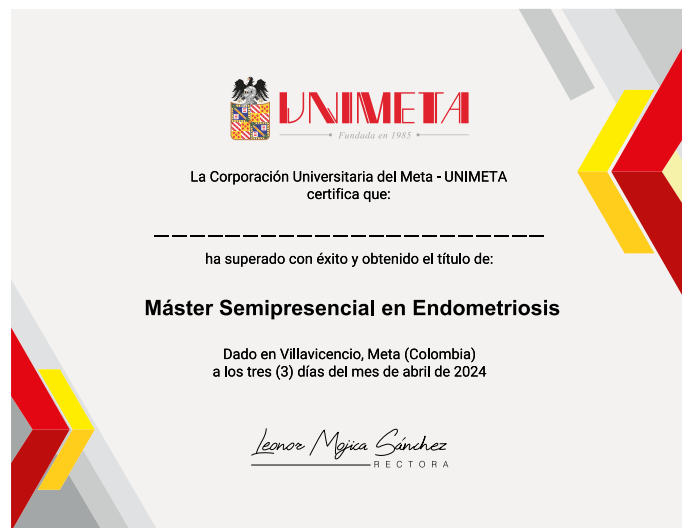 UNIMETA
Fundada en 1985
La Corporación Universitaria del Meta - UNIMETA
certifica que:
ha superado con éxito y obtenido el título de:
Máster Semipresencial en Endometriosis
Dado en Villavicencio, Meta (Colombia)
a los tres (3) días del mes de abril de 2024
Leonor Mojica Sánchez
RECTORA